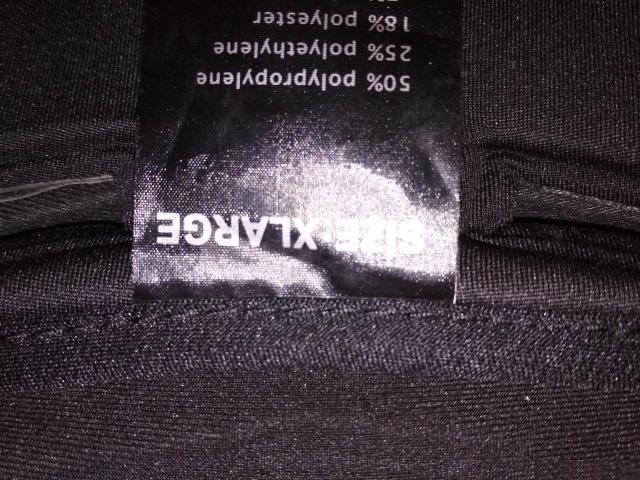 SIZE:XLARGE
50% polypropylene
25% polyethylene
18% polyester